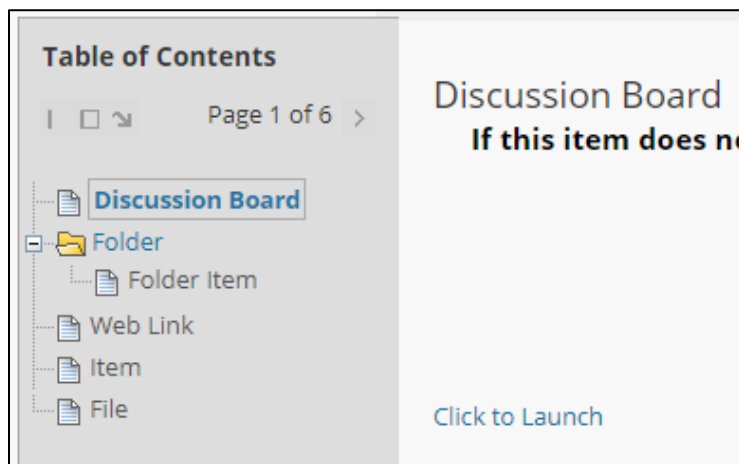 Table of Contents
Page 1 of 6 >
Discussion Board
Folder
Folder Item
Web Link
Item
File
Discussion Board
If this item does
Click to Launch